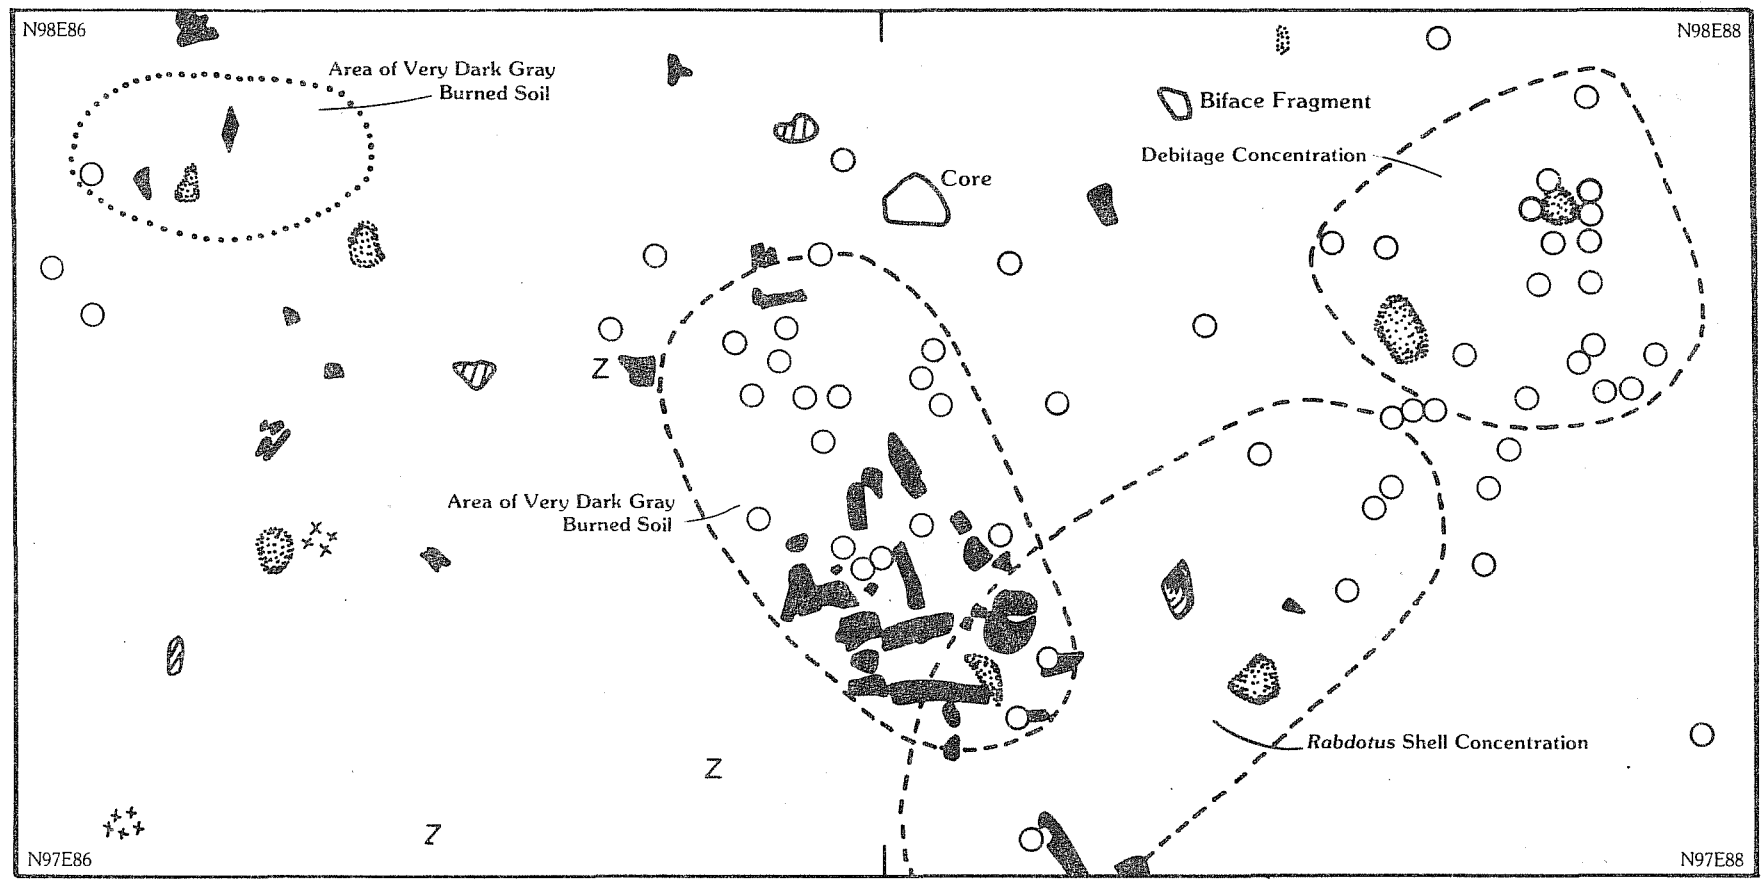 N98E86
N98E88
Area of Very Dark Gray
Burned Soil
Biface Fragment
Debitage Concentration
Core
Z
Area of Very Dark Gray
Burned Soil
Rabdotus Shell Concentration
Z
Z
N97E86
N97E88